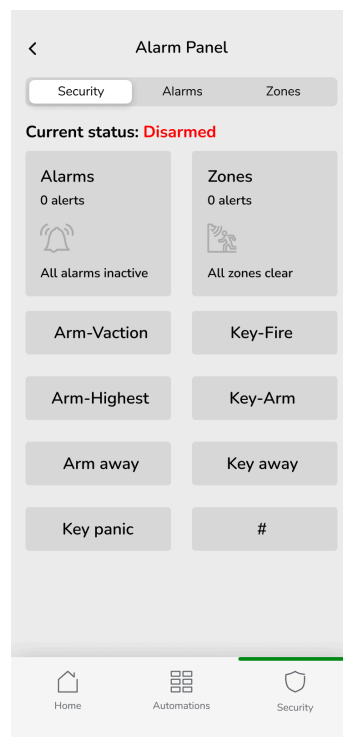 Alarm Panel
Security Alarms Zones
Current status: Disarmed
Alarms
0 alerts
All alarms inactive
Zones
0 alerts
All zones clear
Arm-Vaction
Key-Fire
Arm-Highest
Key-Arm
Arm away
Key away
Key panic
#
Home
Automations
Security